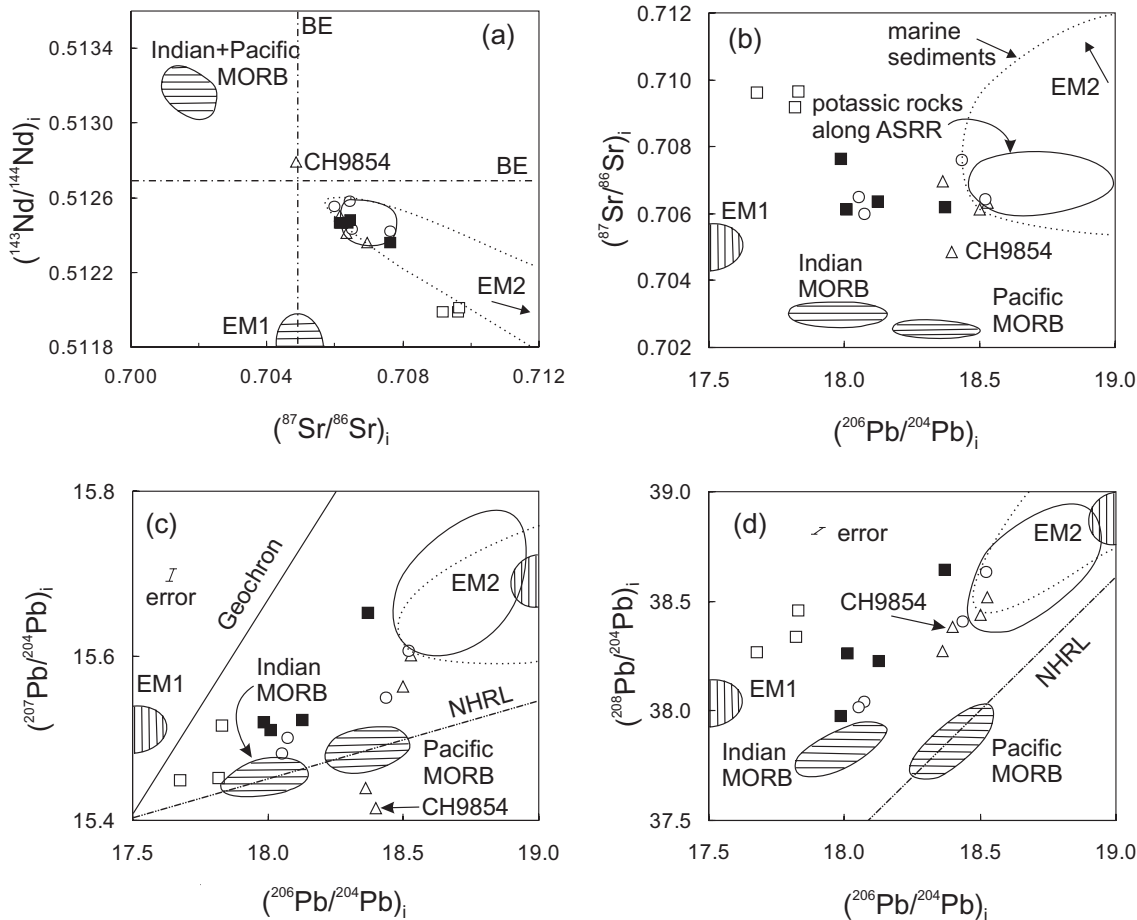 (a)
BE
Indian+Pacific
MORB
CH9854
BE
EM2
EM1
0.5136
0.5130
0.5126
0.5122
0.5118
0.700
0.704
0.708
0.712
(¹⁴³Nd/¹⁴⁴Nd)ᵢ
(⁸⁷Sr/⁸⁶Sr)ᵢ
(b)
marine
sediments
EM2
potassic rocks
along ASRR
EM1
CH9854
Indian
MORB
Pacific
MORB
0.712
0.710
0.708
0.706
0.704
0.702
17.5
18.0
18.5
19.0
(⁸⁷Sr/⁸⁶Sr)ᵢ
(²⁰⁶Pb/²⁰⁴Pb)ᵢ
(c)
Geochron
error
EM2
Indian
MORB
EM1
NHRL
Pacific
MORB
CH9854
15.8
15.6
15.4
17.5
18.0
18.5
19.0
(²⁰⁷Pb/²⁰⁴Pb)ᵢ
(²⁰⁶Pb/²⁰⁴Pb)ᵢ
(d)
error
EM2
CH9854
NHRL
EM1
Indian
MORB
Pacific
MORB
39.0
38.5
38.0
37.5
17.5
18.0
18.5
19.0
(²⁰⁸Pb/²⁰⁴Pb)ᵢ
(²⁰⁶Pb/²⁰⁴Pb)ᵢ